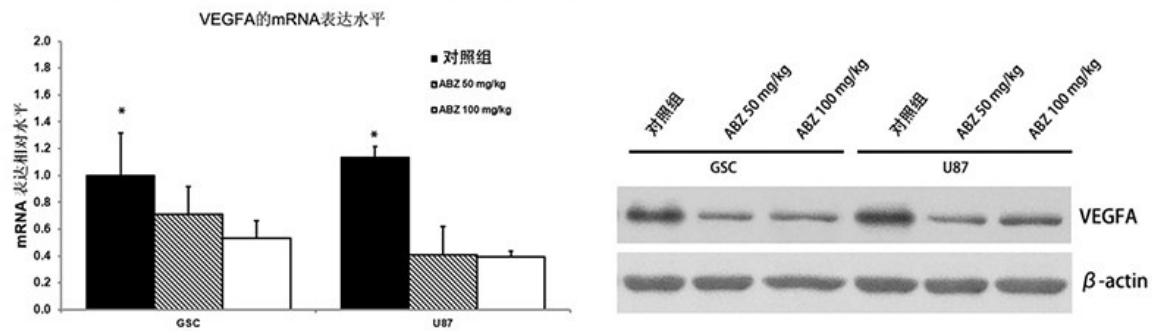 VEGFA的mRNA表达水平
mRNA 表达相对水平
2.0
1.8
1.6
1.4
1.2
1.0
0.8
0.6
0.4
0.2
0.0
*
*
对照组
ABZ 50 mg/kg
ABZ 100 mg/kg
GSC
U87
对照组
ABZ 50 mg/kg
ABZ 100 mg/kg
对照组
ABZ 50 mg/kg
ABZ 100 mg/kg
GSC
U87
VEGFA
β-actin